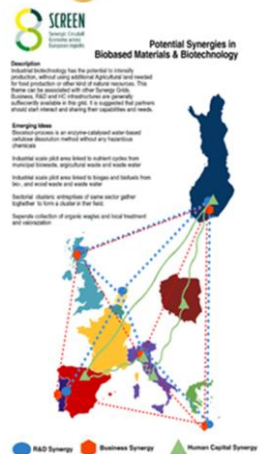 SCREEN
Synergic Circular
Economy across
European regions
Potential Synergies in
Biobased Materials & Biotechnology
Description
Industrial biotechnology has the potential to intensify
production, without using additional Agricultural land needed
for food production or other kind of natural resources. This
theme can be associated with other Synergy Grids.
Business, R&D and HC infrastructures are generally
sufficiently available in this grid. It is suggested that partners
should start interact and sharing their capabilities and needs.
Emerging Ideas
Biocelsol-process is an enzyme-catalysed water-based
cellulose dissolution method without any hazardous
chemicals
Industrial scale pilot area linked to nutrient cycles from
municipal biowaste, agricultural waste and waste water
Industrial scale pilot area linked to biogas and biofuels from
bio-, and wood waste and waste water
Sectorial clusters: entreprises of same sector gather
together to form a cluster in their field.
Separate collection of organic wastes and local treatment
and valorization
R&D Synergy
Business Synergy
Human Capital Synergy